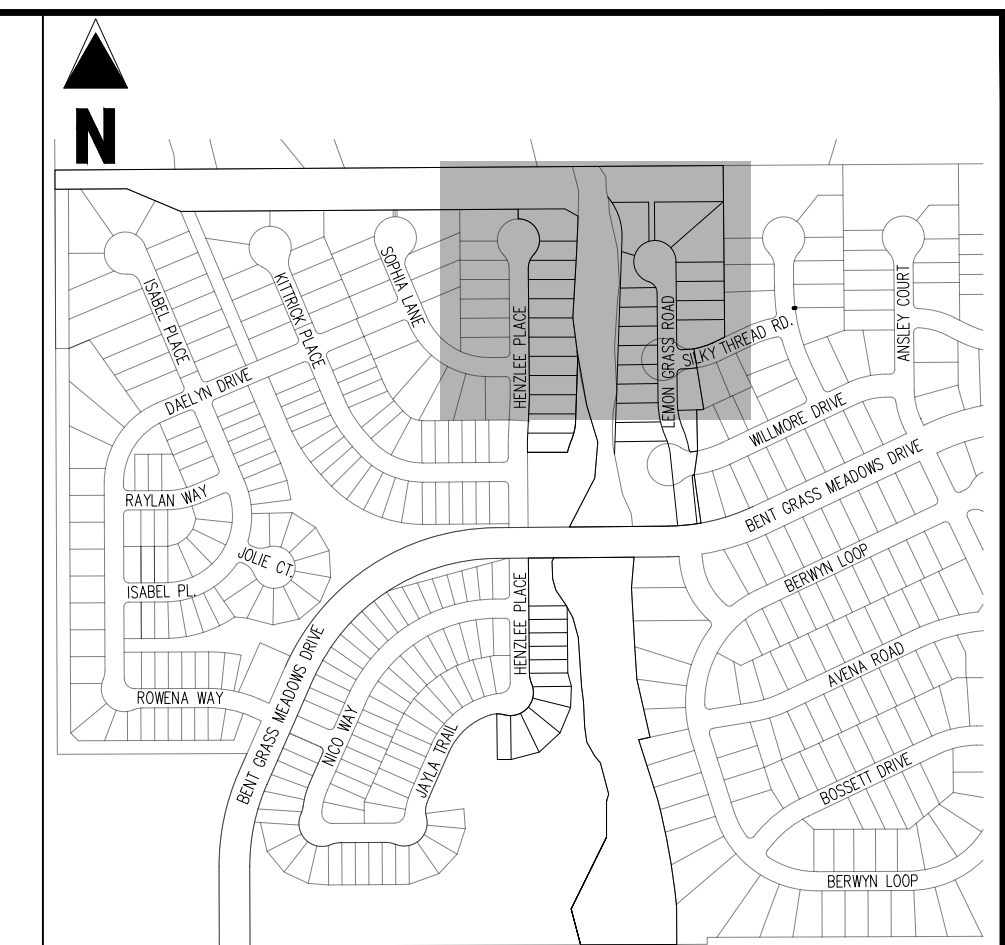 N
ISABEL PLACE
KITTRICK PLACE
SOPHIA LANE
HENZLEE PLACE
LEMON GRASS ROAD
SILKY THREAD RD.
ANSLEY COURT
DAELYN DRIVE
WILLMORE DRIVE
BENT GRASS MEADOWS DRIVE
RAYLAN WAY
JOLIE CT.
ISABEL PL.
BERWYN LOOP
HENZLEE PLACE
AVENA ROAD
ROWENA WAY
BENT GRASS MEADOWS DRIVE
NICO WAY
JAYLA TRAIL
BOSSETT DRIVE
BERWYN LOOP